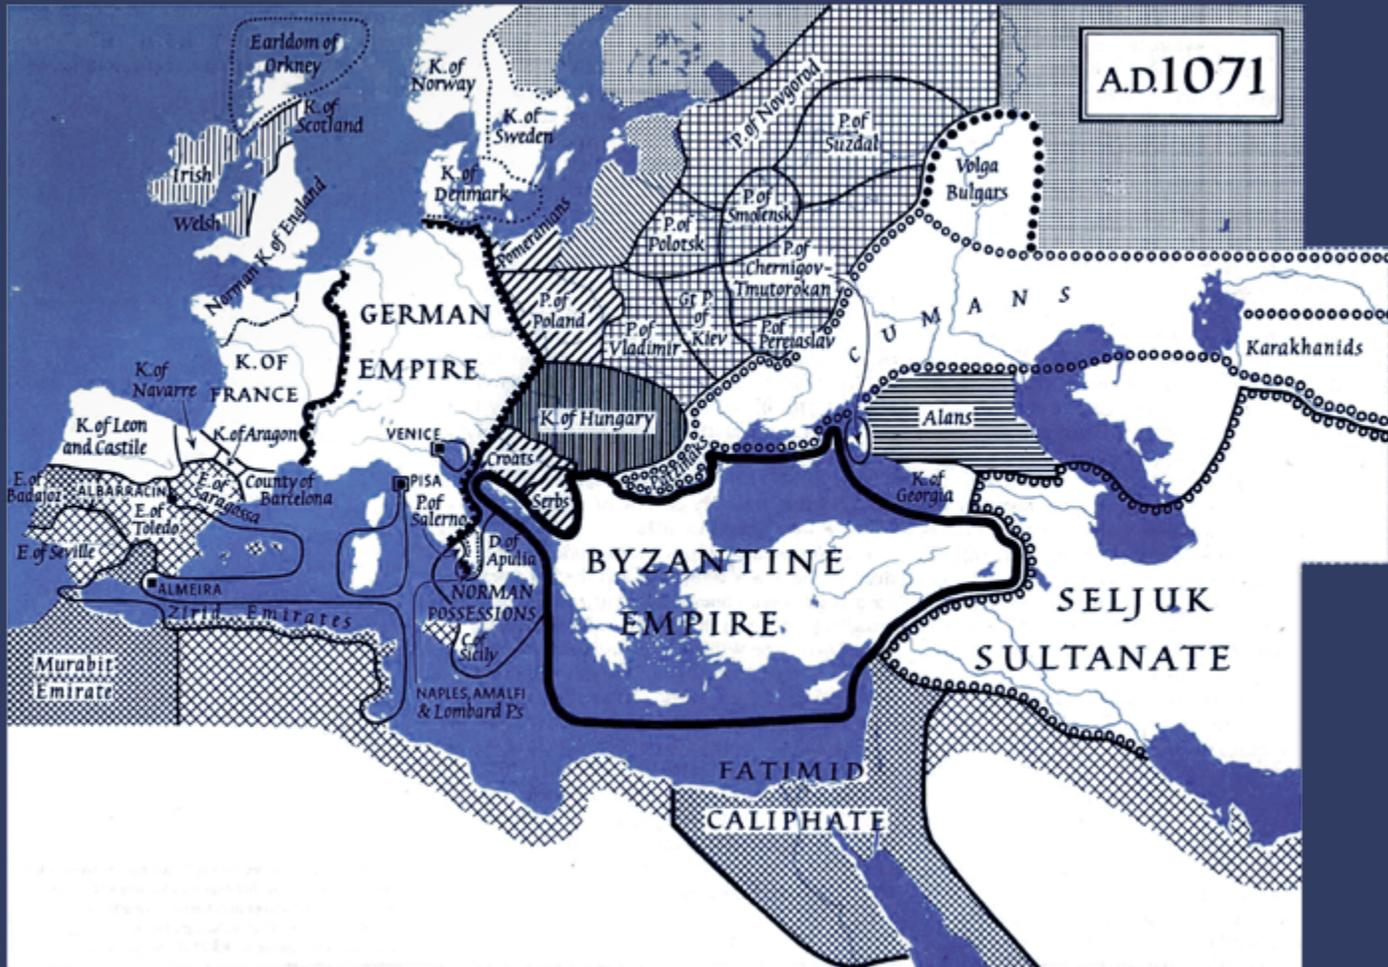 A.D.1071
Earldom of
Orkney
K. of
Scotland
Irish
Welsh
Norman K. of England
K. of
Norway
K. of
Sweden
K. of
Denmark
Pomeranians
P. of Novgorod
P. of
Suzdal
Volga
Bulgars
P. of
Smolensk
P. of
Polotsk
P. of
Chernigov-
Tmutorokan
GERMAN
EMPIRE
P. of
Poland
P. of
Vladimir
Gt P.
of
Kiev
P. of
Pereiaslav
CUMANS
Karakhanids
K. OF
FRANCE
K. of
Navarre
K. of Leon
and Castile
K. of Aragon
County of
Barcelona
VENICE
K. of Hungary
Alans
Croats
Serbs
Patzinaks
K. of
Georgia
E. of
Badajoz
ALBARRACIN
E. of
Saragossa
E. of
Toledo
E. of Seville
ALMEIRA
PISA
P. of
Salerno
D. of
Apulia
NORMAN
POSSESSIONS
C. of
Sicily
NAPLES, AMALFI
& Lombard Ps
Zirid Emirates
Murabit
Emirate
BYZANTINE
EMPIRE
SELJUK
SULTANATE
FATIMID
CALIPHATE